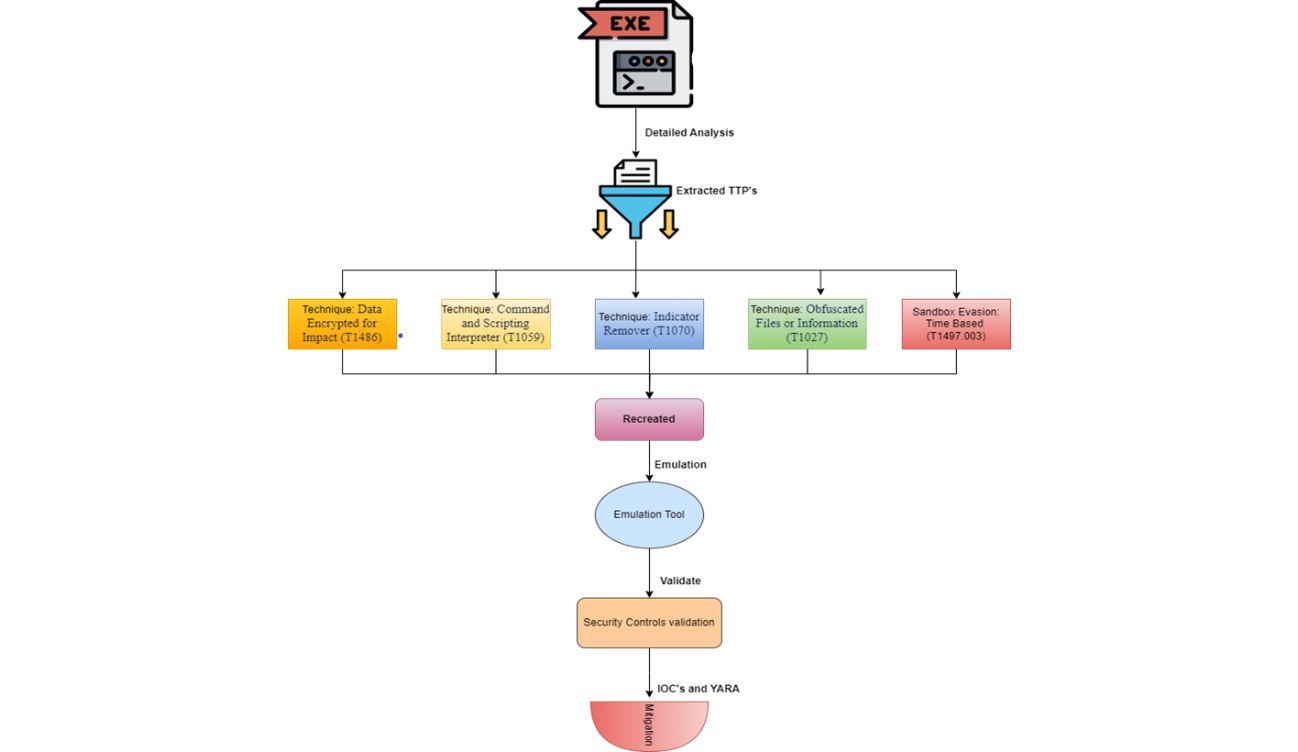 EXE
>_
Detailed Analysis
Extracted TTP's
Technique: Data
Encrypted for
Impact (T1486)
Technique: Command
and Scripting
Interpreter (T1059)
Technique: Indicator
Remover (T1070)
Technique: Obfuscated
Files or Information
(T1027)
Sandbox Evasion:
Time Based
(T1497.003)
Recreated
Emulation
Emulation Tool
Validate
Security Controls validation
IOC's and YARA
Mitigation